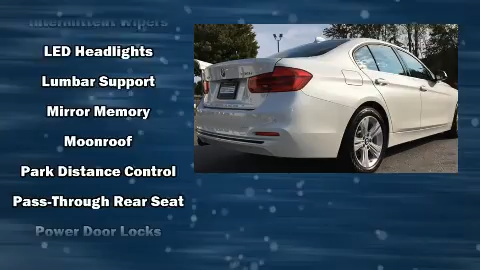 Intermittent Wipers
LED Headlights
Lumbar Support
Mirror Memory
Moonroof
Park Distance Control
Pass-Through Rear Seat
Power Door Locks